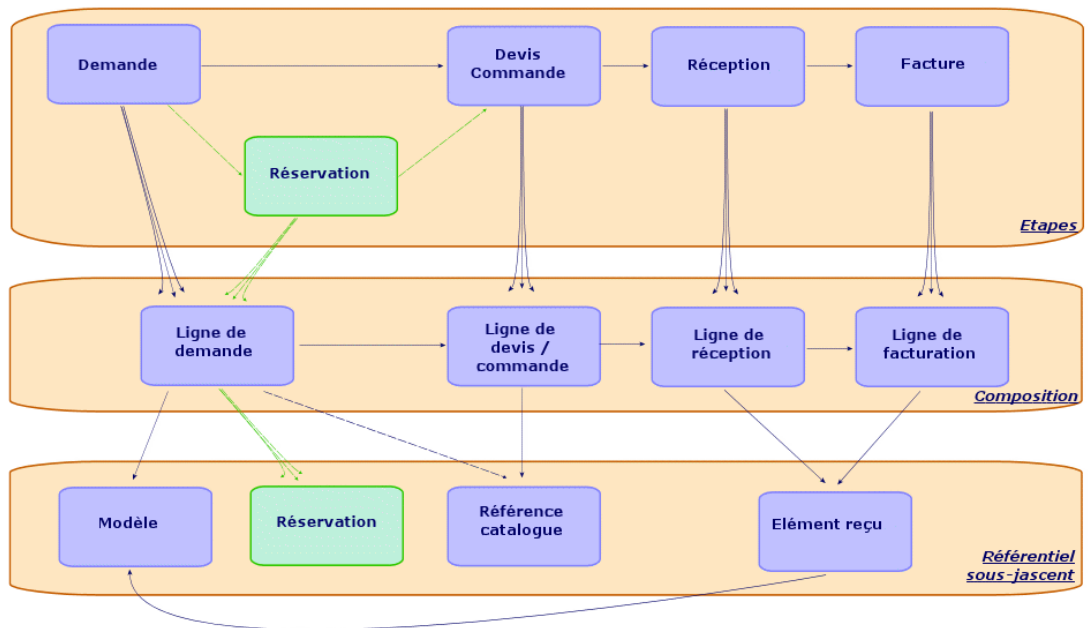 Demande
Devis
Commande
Réception
Facture
Réservation
Etapes
Ligne de
demande
Ligne de
devis /
commande
Ligne de
réception
Ligne de
facturation
Composition
Modèle
Réservation
Référence
catalogue
Elément reçu
Référentiel
sous-jascent